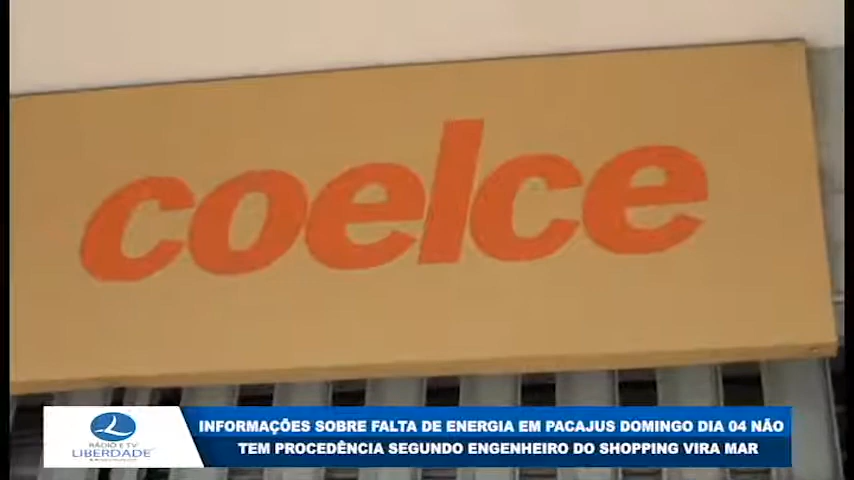 coelce
INFORMAÇÕES SOBRE FALTA DE ENERGIA EM PACAJUS DOMINGO DIA 04 NÃO
TEM PROCEDÊNCIA SEGUNDO ENGENHEIRO DO SHOPPING VIRA MAR
RÁDIO E TV
LIBERDADE